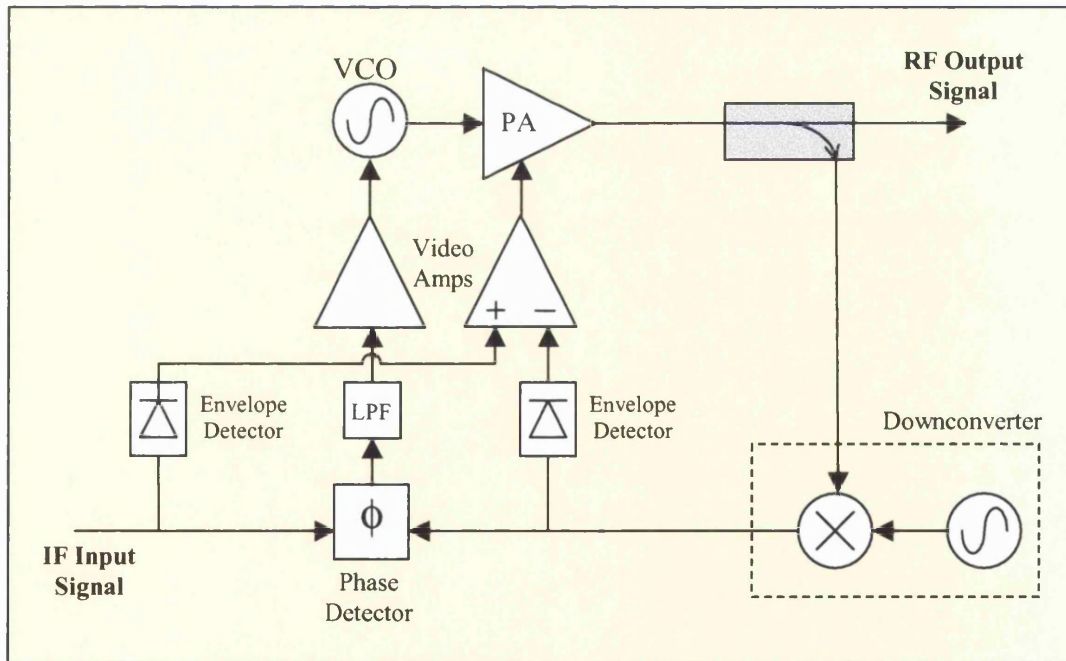 VCO
PA
RF Output
Signal
Video
Amps
+
−
Envelope
Detector
LPF
Envelope
Detector
Downconverter
IF Input
Signal
ϕ
Phase
Detector